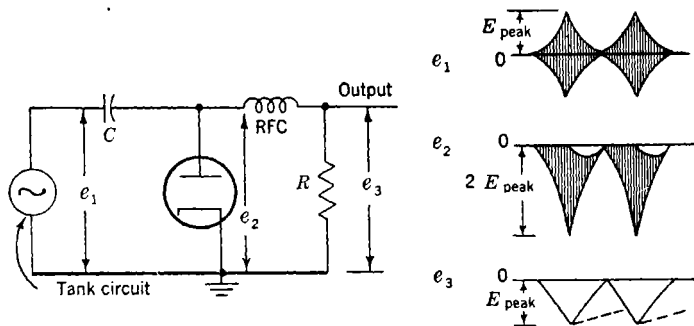 Output
C
RFC
e₁
e₂
R
e₃
Tank circuit
E peak
e₁ 0
e₂ 0
2 E peak
e₃ 0
E peak